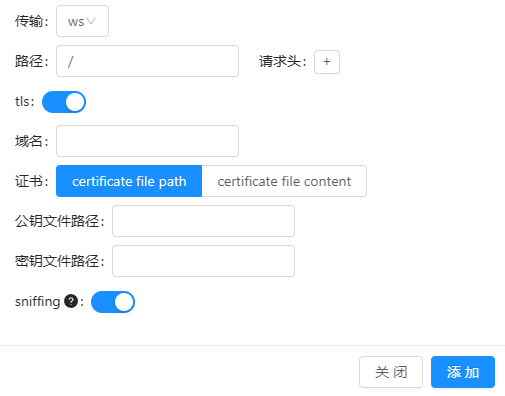 传输: ws
路径: / 请求头: +
tls:
域名:
证书: certificate file path certificate file content
公钥文件路径:
密钥文件路径:
sniffing ? :
关 闭 添 加